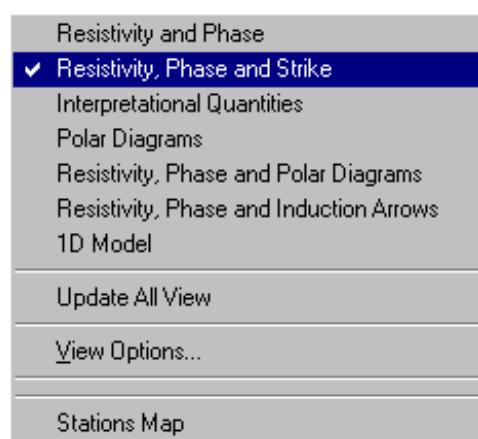 Resistivity and Phase
Resistivity, Phase and Strike
Interpretational Quantities
Polar Diagrams
Resistivity, Phase and Polar Diagrams
Resistivity, Phase and Induction Arrows
1D Model
Update All View
View Options...
Stations Map